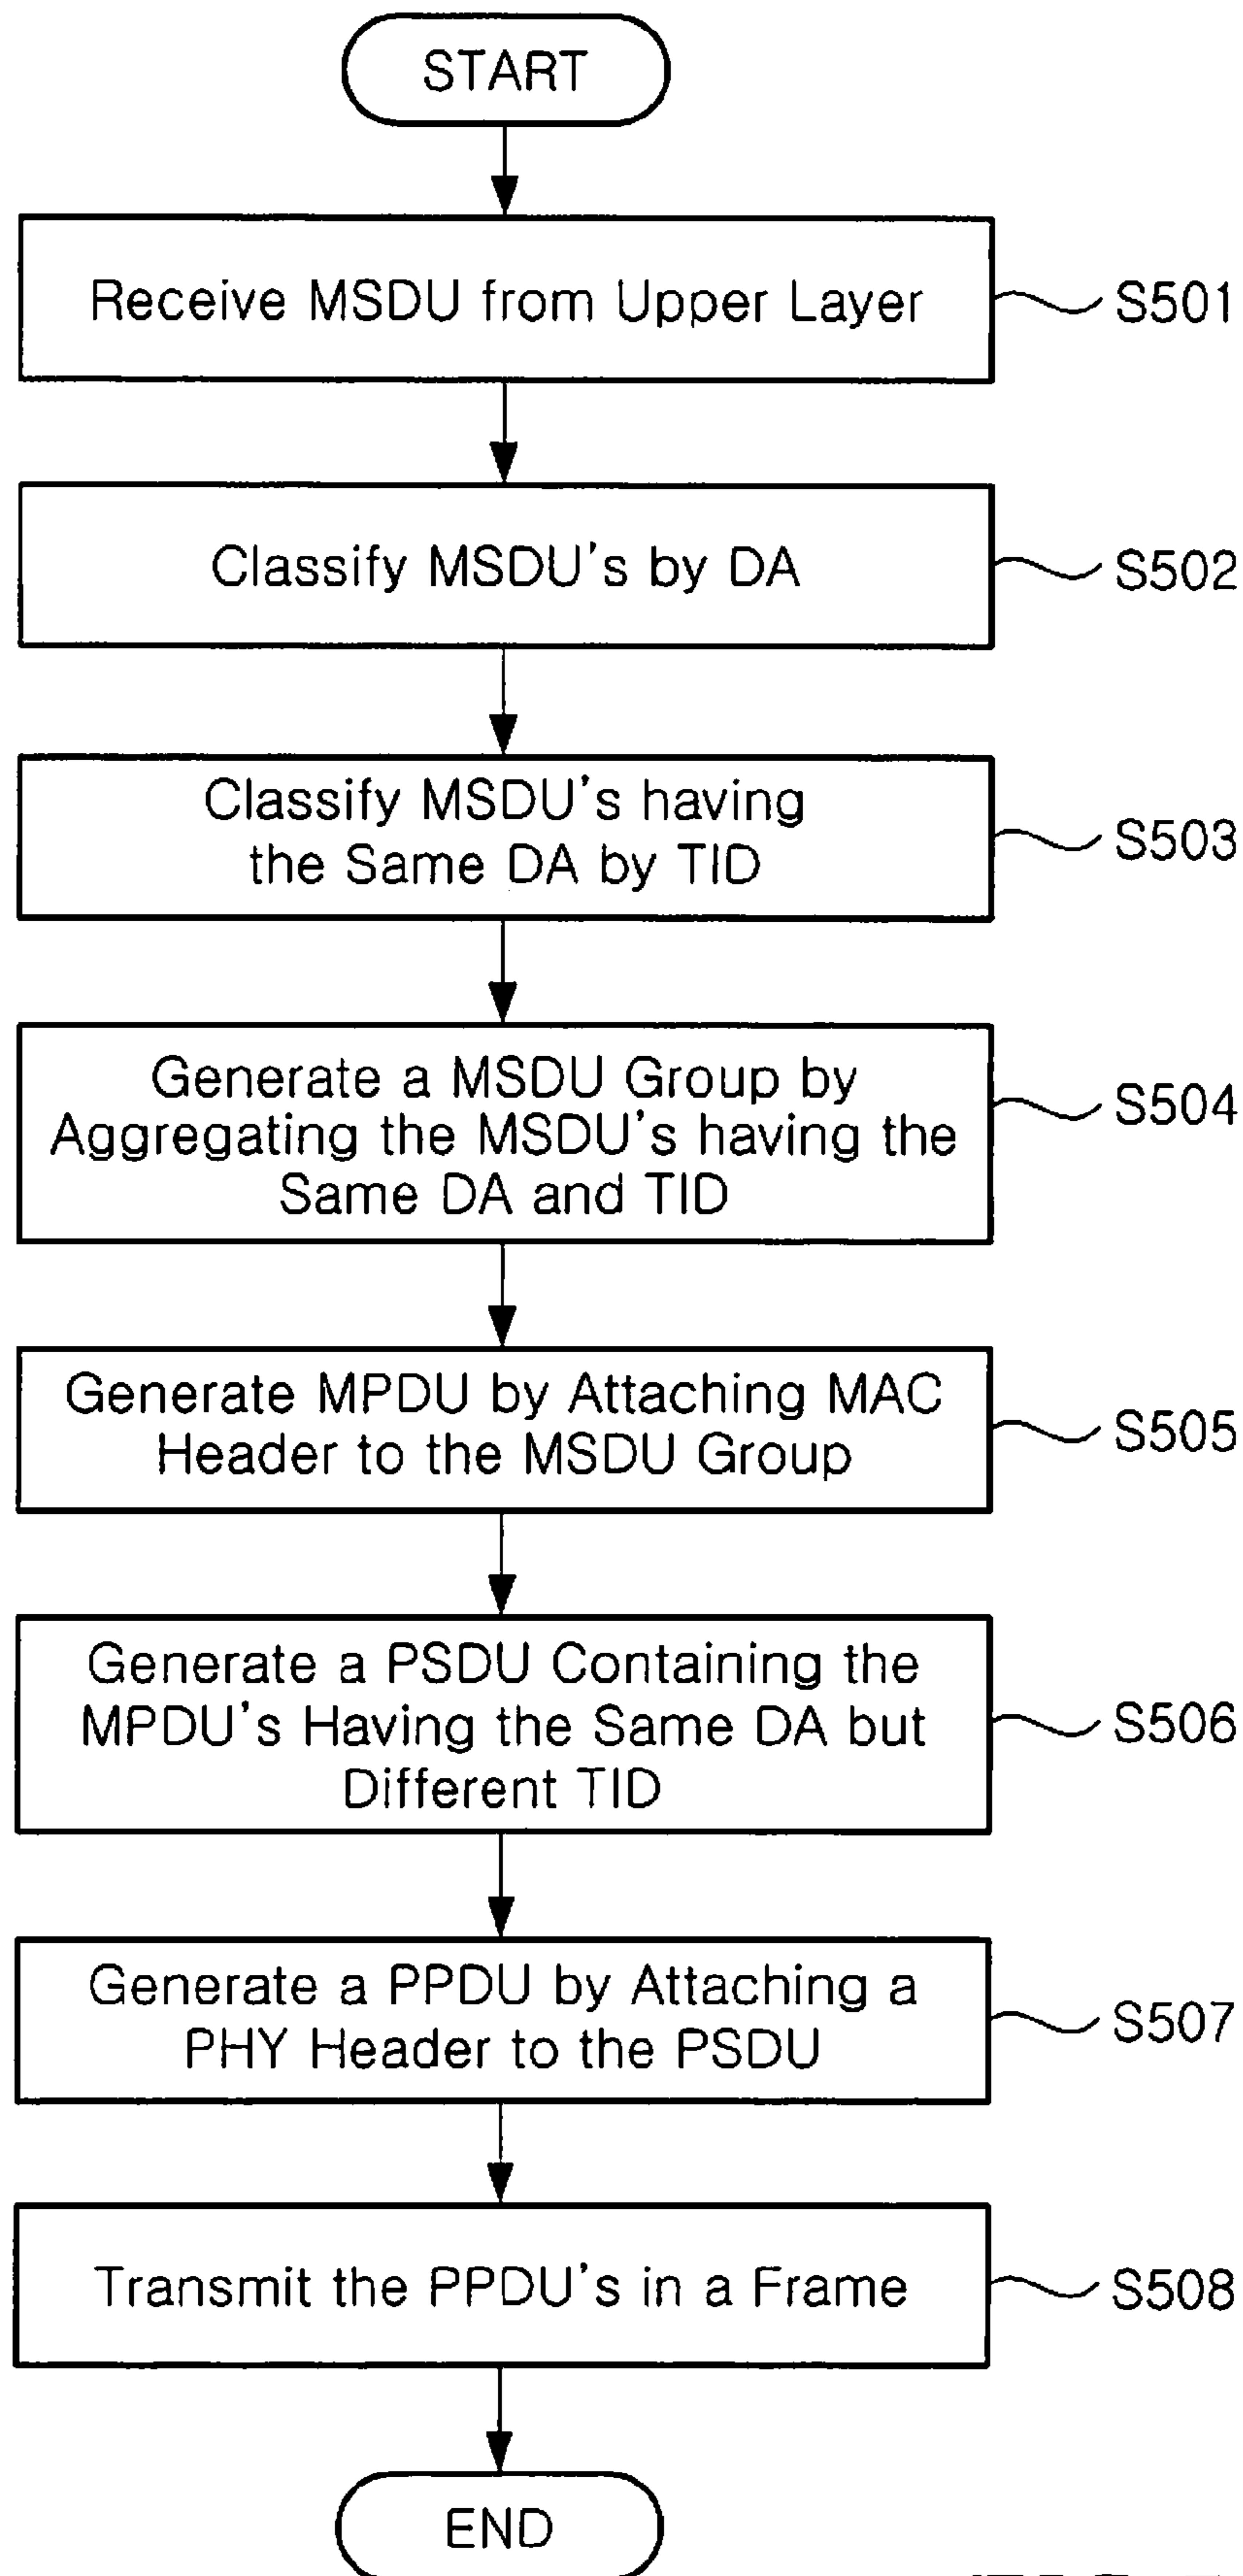 START
Receive MSDU from Upper Layer
S501
Classify MSDU's by DA
S502
Classify MSDU's having
the Same DA by TID
S503
Generate a MSDU Group by
Aggregating the MSDU's having the
Same DA and TID
S504
Generate MPDU by Attaching MAC
Header to the MSDU Group
S505
Generate a PSDU Containing the
MPDU's Having the Same DA but
Different TID
S506
Generate a PPDU by Attaching a
PHY Header to the PSDU
S507
Transmit the PPDU's in a Frame
S508
END